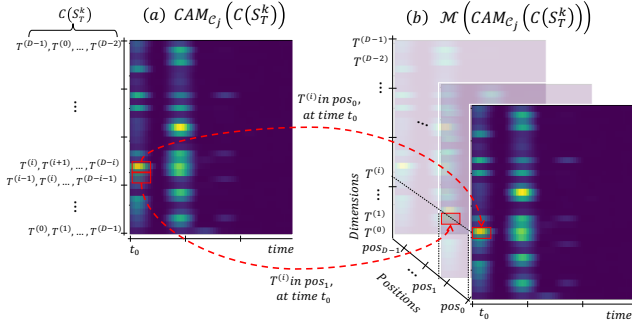 C(S_T^k)
(a) CAM_{C_j}(C(S_T^k))
T^{(D-1)}, T^{(0)}, ..., T^{(D-2)}
⋮
T^{(i)}, T^{(i+1)}, ..., T^{(D-i)}
T^{(i-1)}, T^{(i)}, ..., T^{(D-i-1)}
⋮
T^{(0)}, T^{(1)}, ..., T^{(D-1)}
t_0
time
T^{(i)} in pos_0,
at time t_0
T^{(i)} in pos_1,
at time t_0
(b) M(CAM_{C_j}(C(S_T^k)))
T^{(D-1)}
T^{(D-2)}
⋮
...
T^{(i)}
⋮
T^{(1)}
T^{(0)}
Dimensions
pos_{D-1}
...
pos_1
pos_0
Positions
t_0
time